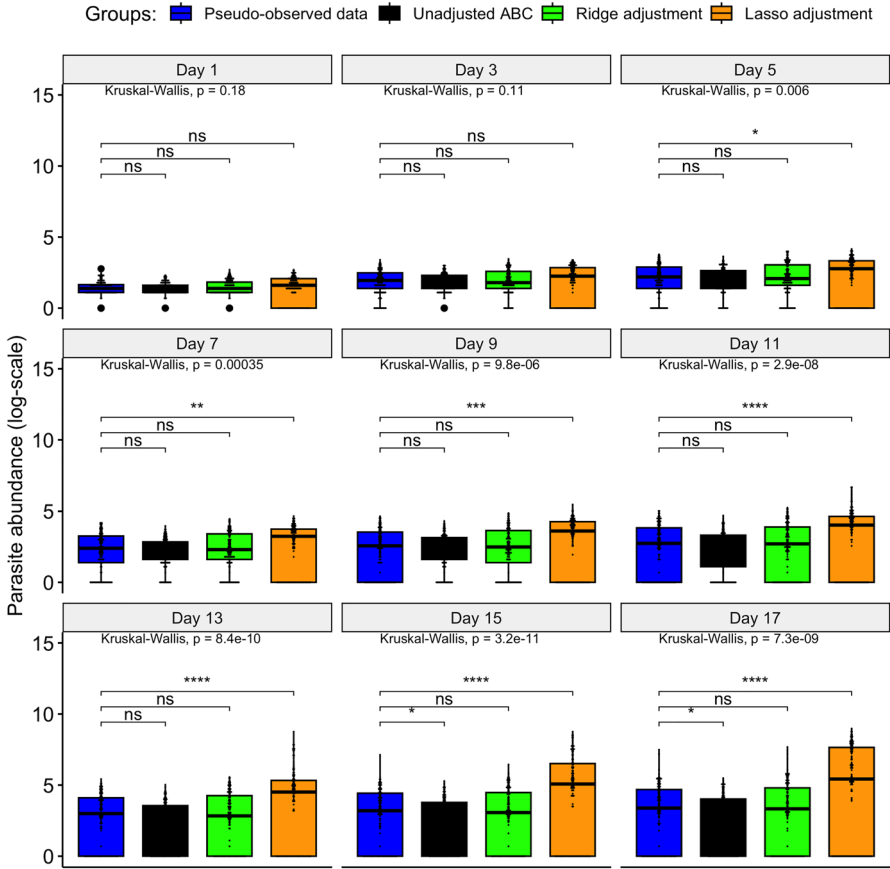 Groups: Pseudo-observed data Unadjusted ABC Ridge adjustment Lasso adjustment
Parasite abundance (log-scale)
Day 1 Day 3 Day 5
Kruskal-Wallis, p = 0.18 Kruskal-Wallis, p = 0.11 Kruskal-Wallis, p = 0.006
15
ns ns *
ns ns ns
10
ns ns ns
5
0
Day 7 Day 9 Day 11
Kruskal-Wallis, p = 0.00035 Kruskal-Wallis, p = 9.8e-06 Kruskal-Wallis, p = 2.9e-08
15
** *** ****
ns ns ns
10
ns ns ns
5
0
Day 13 Day 15 Day 17
Kruskal-Wallis, p = 8.4e-10 Kruskal-Wallis, p = 3.2e-11 Kruskal-Wallis, p = 7.3e-09
15
**** **** ****
ns ns ns
10
ns * *
5
0